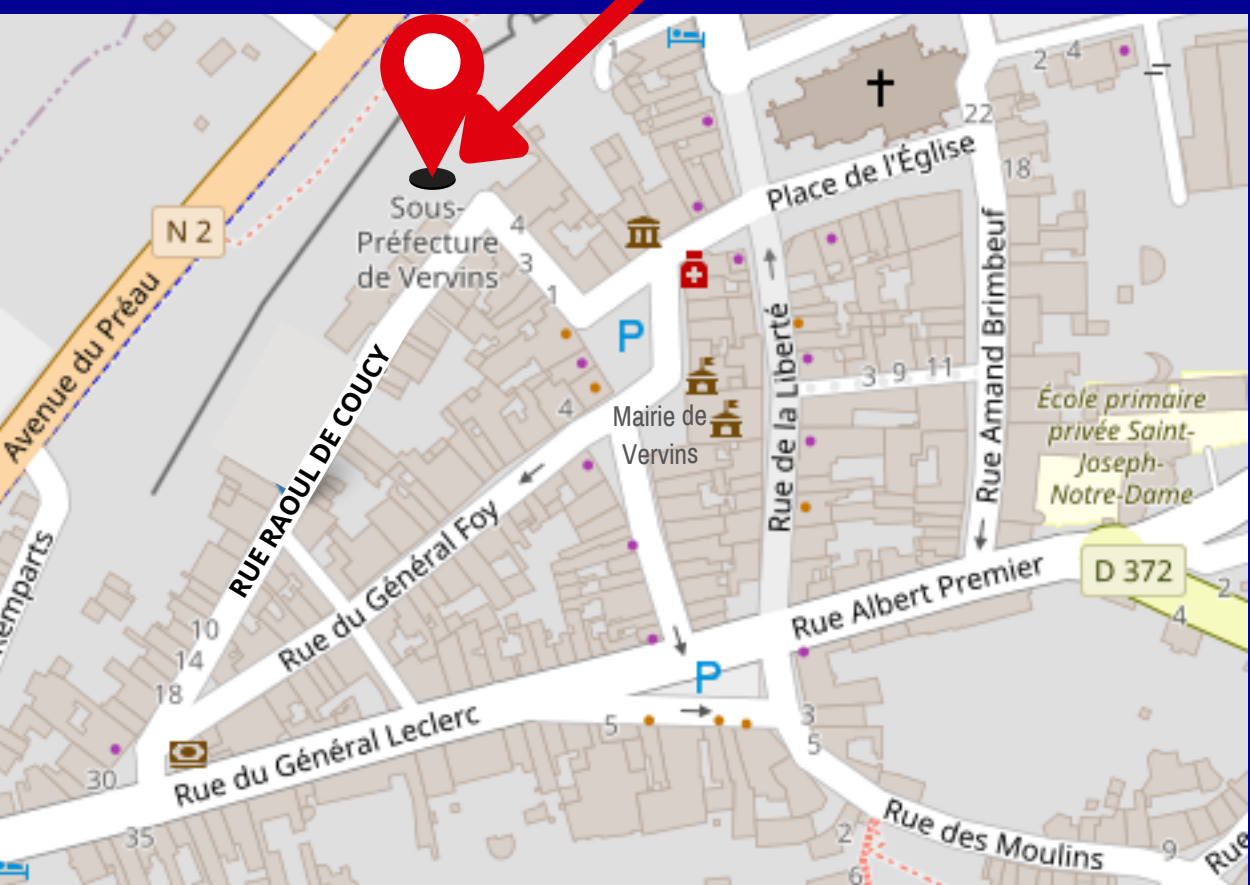 1
2 4
22
Place de l'Église
18
N 2
Sous-
Préfecture
de Vervins
4
3
1
P
Avenue du Préau
RUE RAOUL DE COUCY
Rue de la Liberté
Rue Amand Brimbeuf
3 9 11
4
Mairie de
Vervins
École primaire
privée Saint-
Joseph-
Notre-Dame
Rue du Général Foy
Remparts
D 372
Rue Albert Premier
2
4
10
14
18
P
Rue du Général Leclerc
5
3
5
30
35
Rue des Moulins
2
9
Rue
6